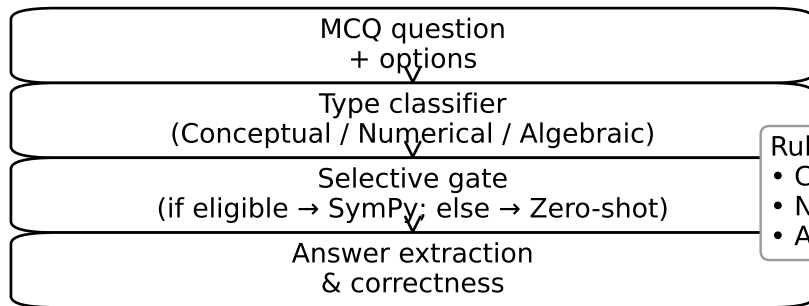 MCQ question
+ options
Type classifier
(Conceptual / Numerical / Algebraic)
Selective gate
(if eligible → SymPy; else → Zero-shot)
Answer extraction
& correctness
Rul
• C
• N
• A